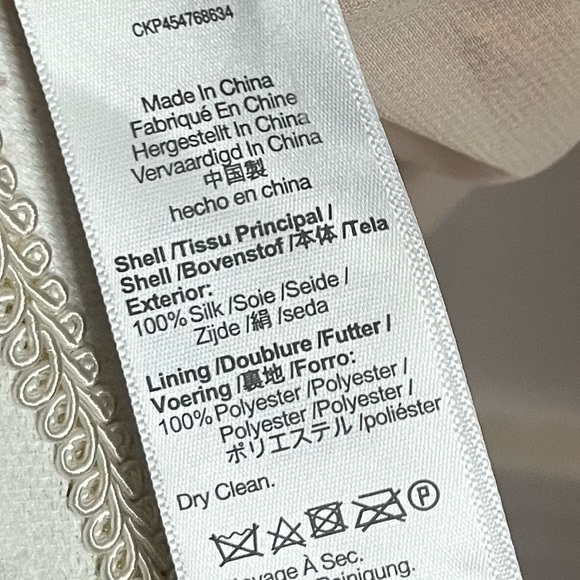 CKP454768634
Made In China
Fabriqué En Chine
Hergestellt In China
Vervaardigd In China
中国製
hecho en china
Shell /Tissu Principal /
Shell /Bovenstof /本体 /Tela
Exterior:
100% Silk /Soie /Seide /
Zijde /絹 /seda
Lining /Doublure /Futter /
Voering /裏地 /Forro:
100% Polyester /Polyester /
Polyester /Polyester /
ポリエステル /poliéster
Dry Clean.
P
À Sec.